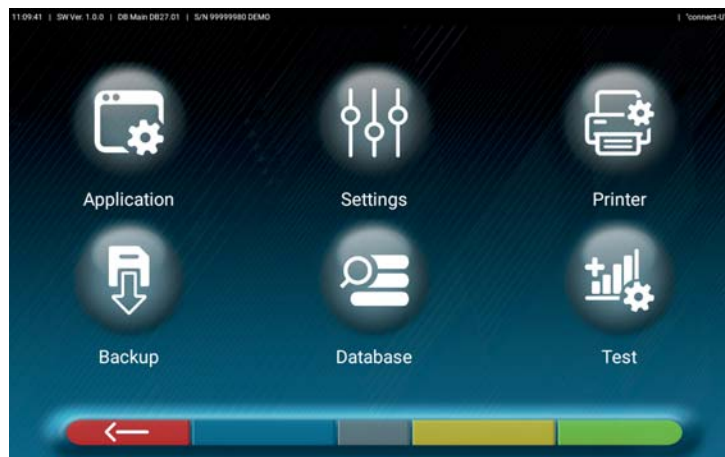 11:09:41 | SW Ver. 1.0.0 | DB Main DB27.01 | S/N 99999980 DEMO | "connect-U"
Application Settings Printer
Backup Database Test